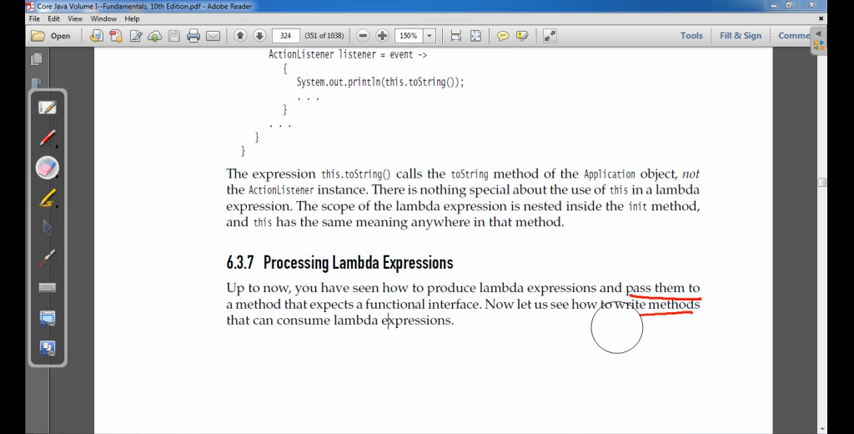 Core Java Volume I--Fundamentals, 10th Edition.pdf - Adobe Reader
File Edit View Window Help
Open 324 (351 of 1038) 150% Tools Fill & Sign Comme
ActionListener listener = event ->
{
System.out.println(this.toString());
. . .
}
. . .
}
}
The expression this.toString() calls the toString method of the Application object, not
the ActionListener instance. There is nothing special about the use of this in a lambda
expression. The scope of the lambda expression is nested inside the init method,
and this has the same meaning anywhere in that method.
6.3.7 Processing Lambda Expressions
Up to now, you have seen how to produce lambda expressions and pass them to
a method that expects a functional interface. Now let us see how to write methods
that can consume lambda expressions.